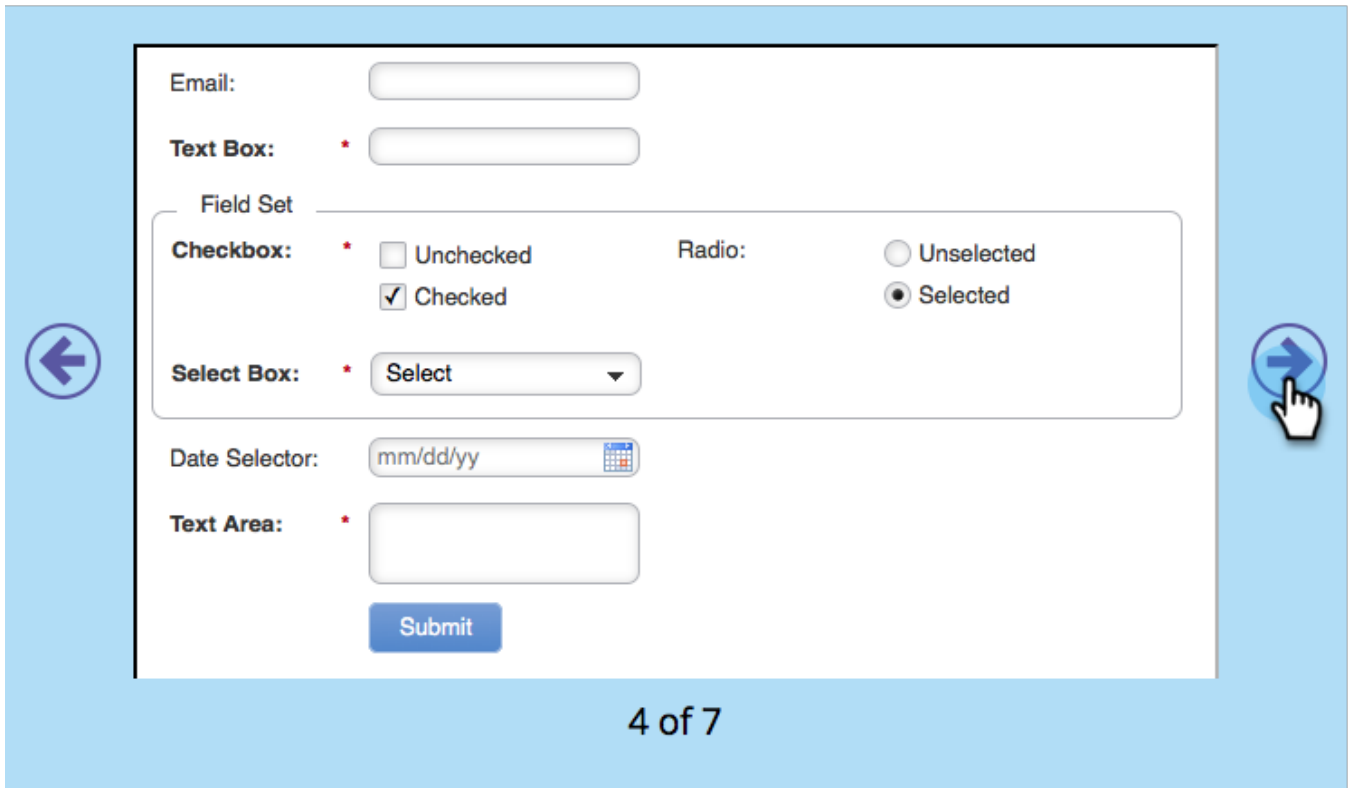 Email:
Text Box: *
Field Set
Checkbox: * Unchecked Radio: Unselected
Checked Selected
Select Box: * Select
Date Selector: mm/dd/yy
Text Area: *
Submit
4 of 7